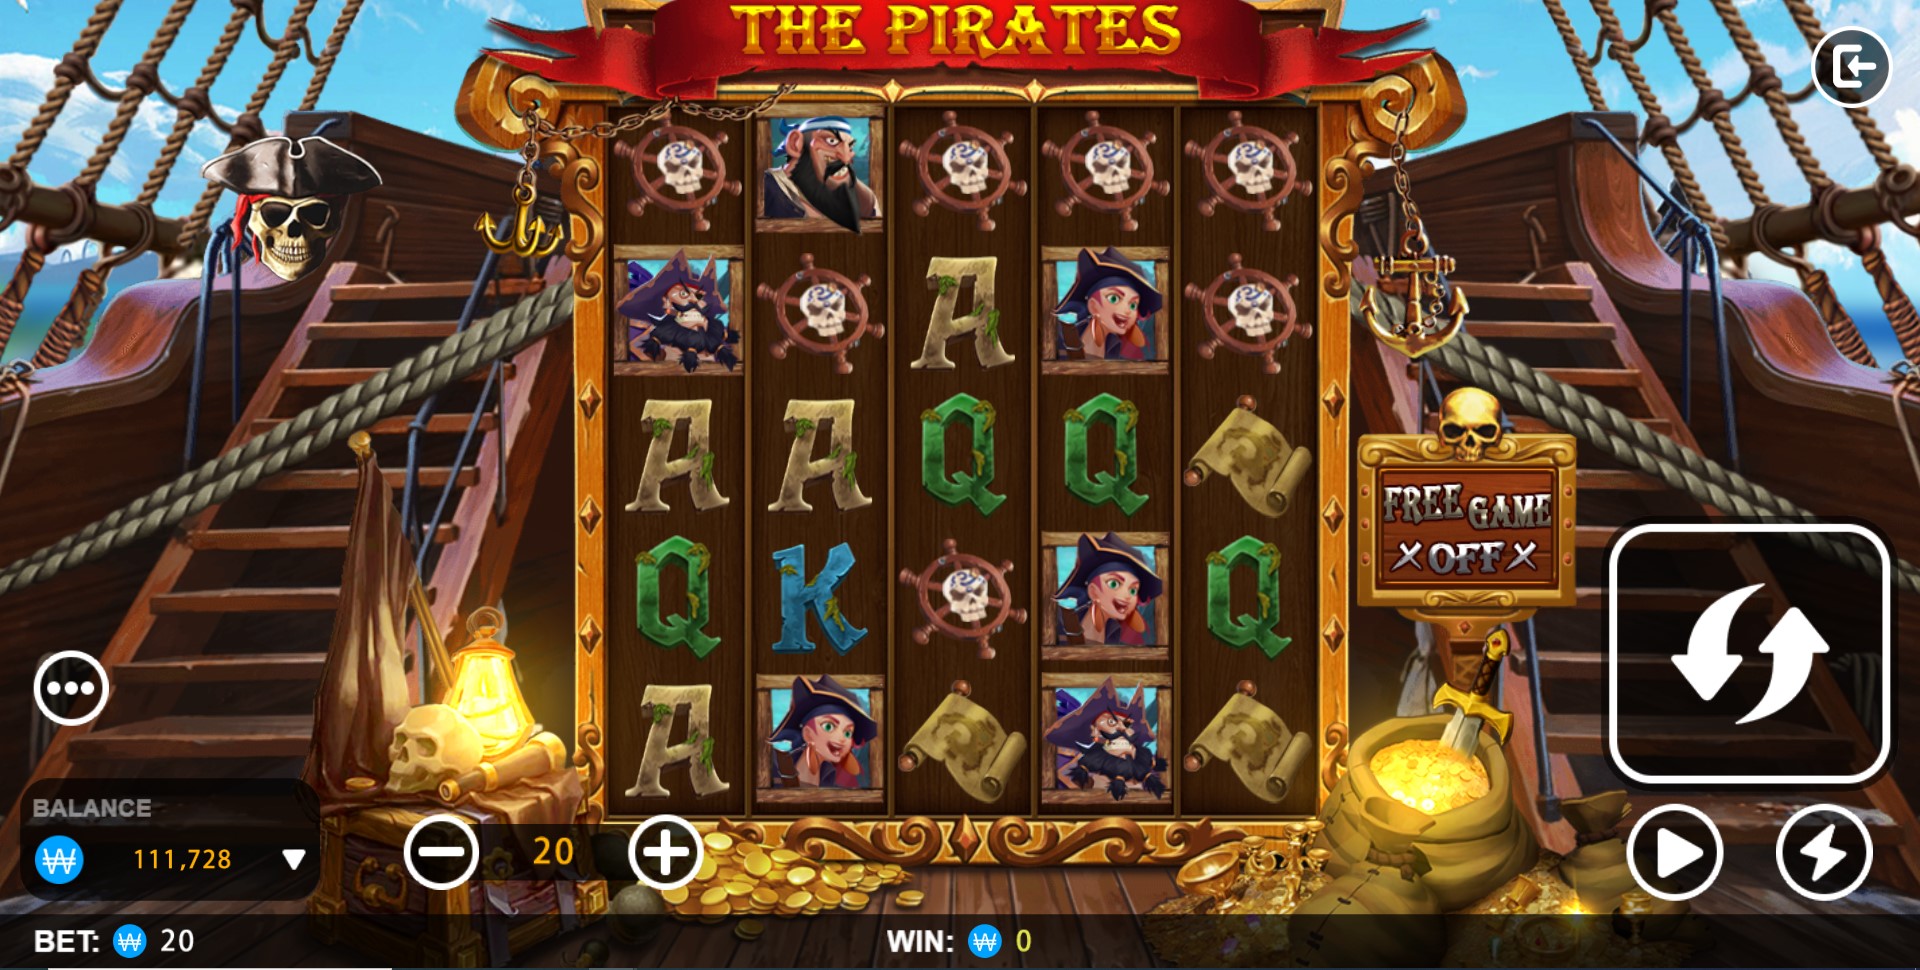 THE PIRATES
A
A A Q Q
FREE GAME
OFF
Q K Q
A
BALANCE
₩ 111,728
20
BET: ₩ 20
WIN: ₩ 0